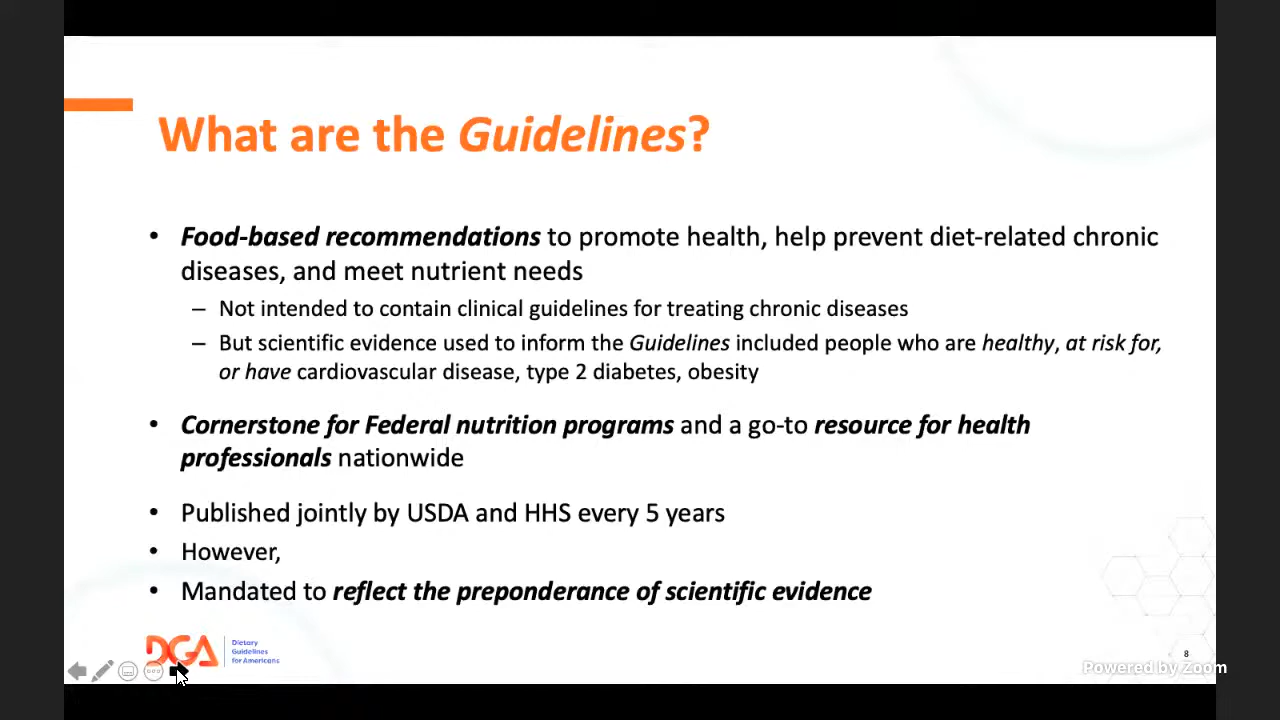 What are the Guidelines?
• Food-based recommendations to promote health, help prevent diet-related chronic
diseases, and meet nutrient needs
– Not intended to contain clinical guidelines for treating chronic diseases
– But scientific evidence used to inform the Guidelines included people who are healthy, at risk for,
or have cardiovascular disease, type 2 diabetes, obesity
• Cornerstone for Federal nutrition programs and a go-to resource for health
professionals nationwide
• Published jointly by USDA and HHS every 5 years
• However,
• Mandated to reflect the preponderance of scientific evidence
DGA
Dietary
Guidelines
for Americans
8
Powered by Zoom